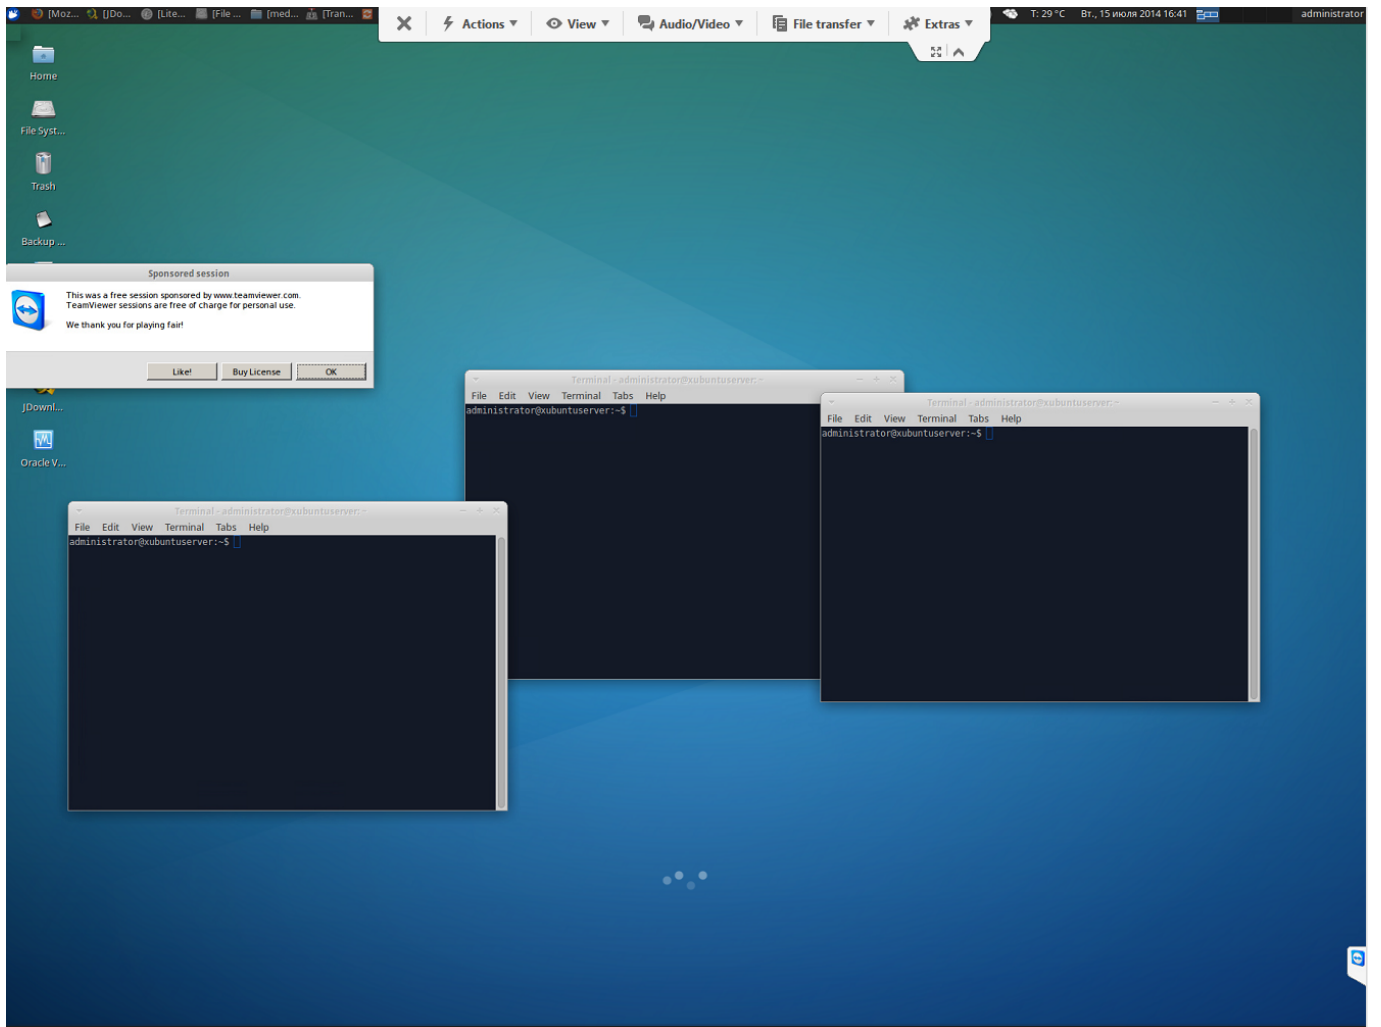 [Moz... [JDo... [Lite... [File ... [med... [Tran...
Actions View Audio/Video File transfer Extras
T: 29 °C Вт., 15 июля 2014 16:41 administrator
Home
File Syst...
Trash
Backup ...
Sponsored session
This was a free session sponsored by www.teamviewer.com.
TeamViewer sessions are free of charge for personal use.
We thank you for playing fair!
Like! Buy License OK
JDownl...
Oracle V...
Terminal - administrator@xubuntuserver: ~
File Edit View Terminal Tabs Help
administrator@xubuntuserver:~$
Terminal - administrator@xubuntuserver: ~
File Edit View Terminal Tabs Help
administrator@xubuntuserver:~$
Terminal - administrator@xubuntuserver: ~
File Edit View Terminal Tabs Help
administrator@xubuntuserver:~$